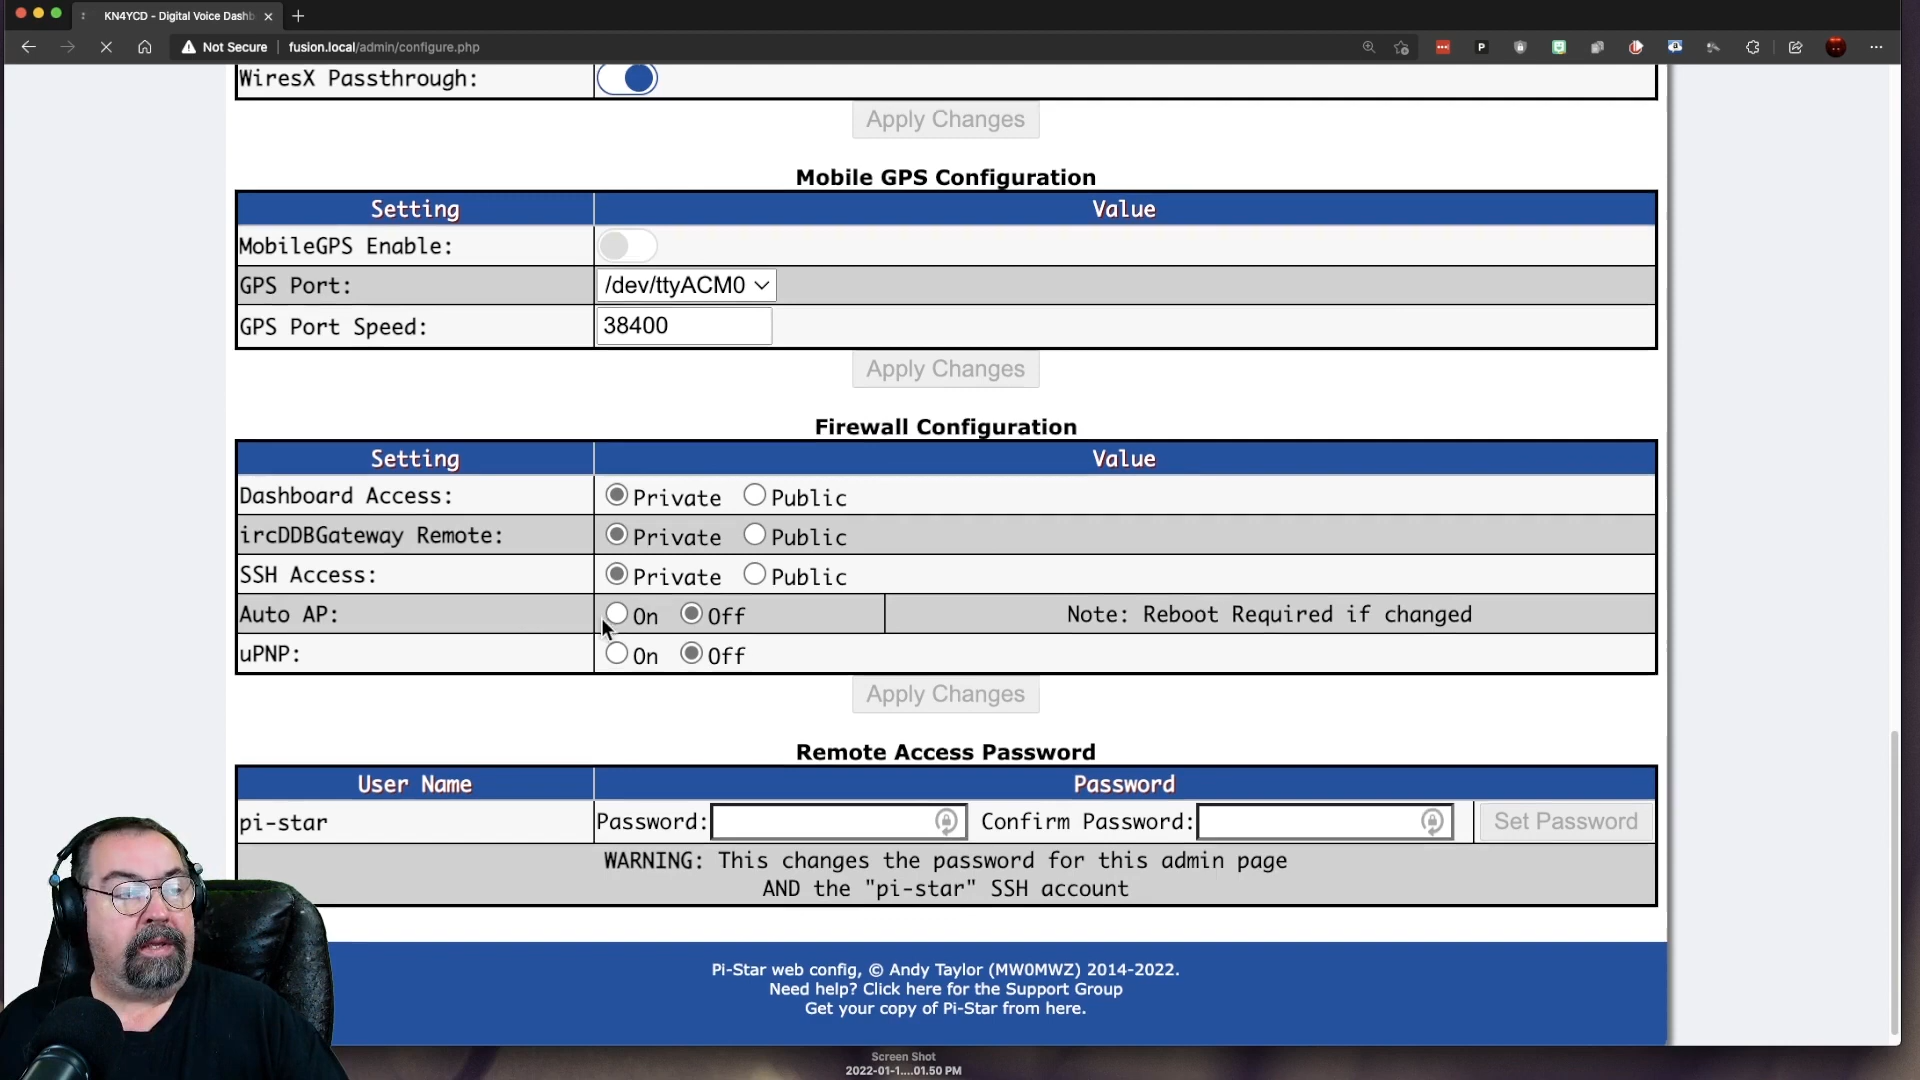 KN4YCD - Digital Voice Dashb
Not Secure
fusion.local/admin/configure.php
WiresX Passthrough:
Apply Changes
Mobile GPS Configuration
Setting Value
MobileGPS Enable:
GPS Port: /dev/ttyACM0
GPS Port Speed: 38400
Apply Changes
Firewall Configuration
Setting Value
Dashboard Access: Private Public
ircDDBGateway Remote: Private Public
SSH Access: Private Public
Auto AP: On Off Note: Reboot Required if changed
uPNP: On Off
Apply Changes
Remote Access Password
User Name Password
pi-star Password: Confirm Password: Set Password
WARNING: This changes the password for this admin page
AND the "pi-star" SSH account
Pi-Star web config, © Andy Taylor (MW0MWZ) 2014-2022.
Need help? Click here for the Support Group
Get your copy of Pi-Star from here.
Screen Shot
2022-01-1....01.50 PM